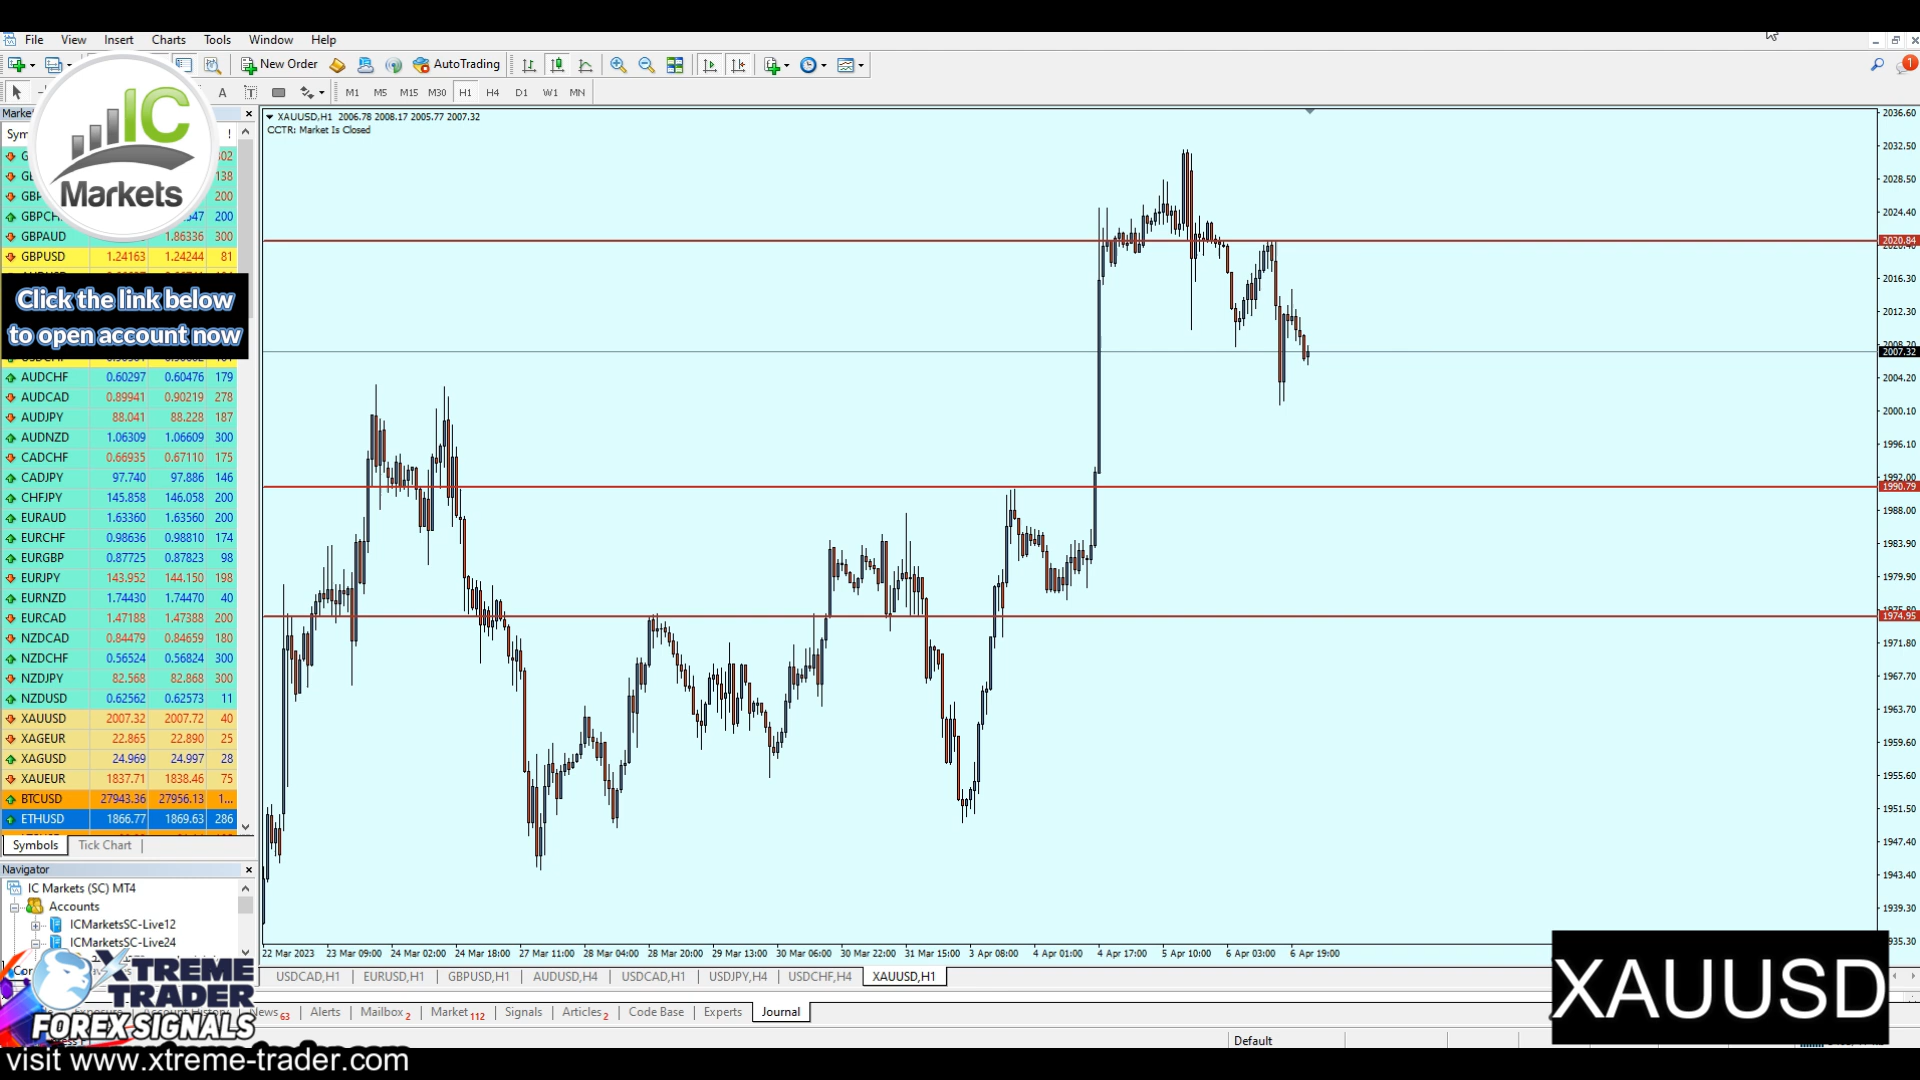 File View Insert Charts Tools Window Help
New Order AutoTrading
A T M1 M5 M15 M30 H1 H4 D1 W1 MN
IC
Markets
Click the link below
to open account now
XAUUSD,H1 2006.78 2008.17 2005.77 2007.32
CCTR: Market Is Closed
GBPAUD 1.86336 300
GBPUSD 1.24163 1.24244 81
AUDCHF 0.60297 0.60476 179
AUDCAD 0.89941 0.90219 278
AUDJPY 88.041 88.228 187
AUDNZD 1.06309 1.06609 300
CADCHF 0.66935 0.67110 175
CADJPY 97.740 97.886 146
CHFJPY 145.858 146.058 200
EURAUD 1.63360 1.63560 200
EURCHF 0.98636 0.98810 174
EURGBP 0.87725 0.87823 98
EURJPY 143.952 144.150 198
EURNZD 1.74430 1.74470 40
EURCAD 1.47188 1.47388 200
NZDCAD 0.84479 0.84659 180
NZDCHF 0.56524 0.56824 300
NZDJPY 82.568 82.868 300
NZDUSD 0.62562 0.62573 11
XAUUSD 2007.32 2007.72 40
XAGEUR 22.865 22.890 25
XAGUSD 24.969 24.997 28
XAUEUR 1837.71 1838.46 75
BTCUSD 27943.36 27956.13 1...
ETHUSD 1866.77 1869.63 286
Symbols Tick Chart
Navigator
IC Markets (SC) MT4
Accounts
ICMarketsSC-Live12
ICMarketsSC-Live24
2036.60
2032.50
2028.50
2024.40
2020.84
2016.30
2012.30
2007.32
2004.20
2000.10
1996.10
1992.00
1990.79
1988.00
1983.90
1979.90
1974.95
1971.80
1967.70
1963.70
1959.60
1955.60
1951.50
1947.40
1943.40
1939.30
22 Mar 2023 23 Mar 09:00 24 Mar 02:00 24 Mar 18:00 27 Mar 11:00 28 Mar 04:00 28 Mar 20:00 29 Mar 13:00 30 Mar 06:00 30 Mar 22:00 31 Mar 15:00 3 Apr 08:00 4 Apr 01:00 4 Apr 17:00 5 Apr 10:00 6 Apr 03:00 6 Apr 19:00
USDCAD,H1 EURUSD,H1 GBPUSD,H1 AUDUSD,H4 USDCAD,H1 USDJPY,H4 USDCHF,H4 XAUUSD,H1
News 63 Alerts Mailbox 2 Market 112 Signals Articles 2 Code Base Experts Journal
Default
XTREME
TRADER
FOREX SIGNALS
visit www.xtreme-trader.com
XAUUSD